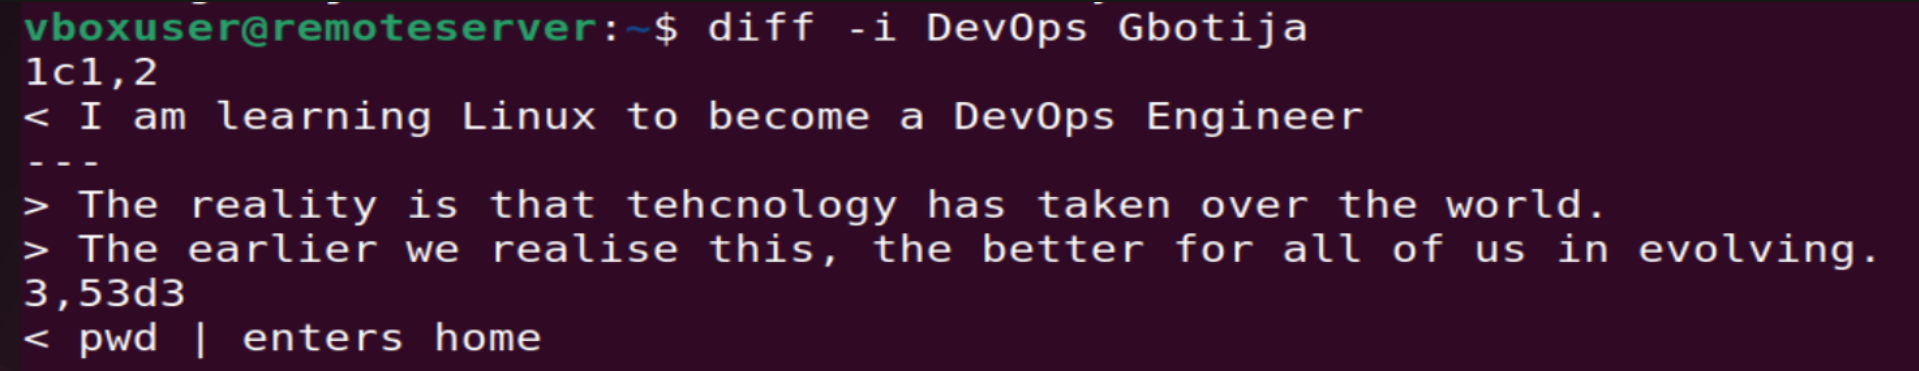 vboxuser@remoteserver:~$ diff -i DevOps Gbotija
1c1,2
< I am learning Linux to become a DevOps Engineer
---
> The reality is that tehcnology has taken over the world.
> The earlier we realise this, the better for all of us in evolving.
3,53d3
< pwd | enters home